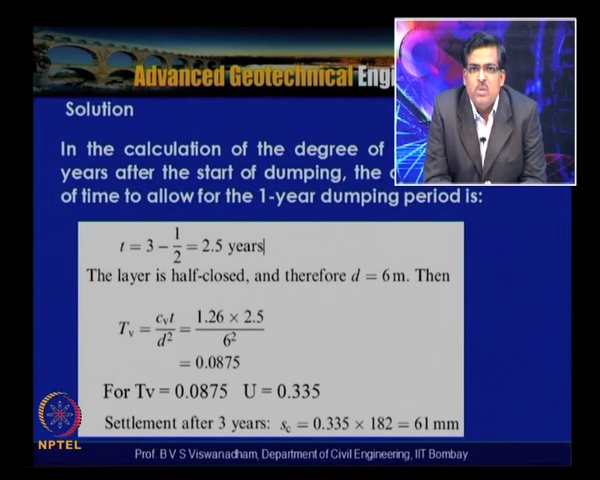 Advanced Geotechnical Engi
Solution
In the calculation of the degree of
years after the start of dumping, the
of time to allow for the 1-year dumping period is:
t = 3 − 1/2 = 2.5 years
The layer is half-closed, and therefore d = 6 m. Then
Tv = cvt/d² = 1.26 × 2.5/6²
= 0.0875
For Tv = 0.0875 U = 0.335
Settlement after 3 years: sc = 0.335 × 182 = 61 mm
NPTEL
Prof. B V S Viswanadham, Department of Civil Engineering, IIT Bombay